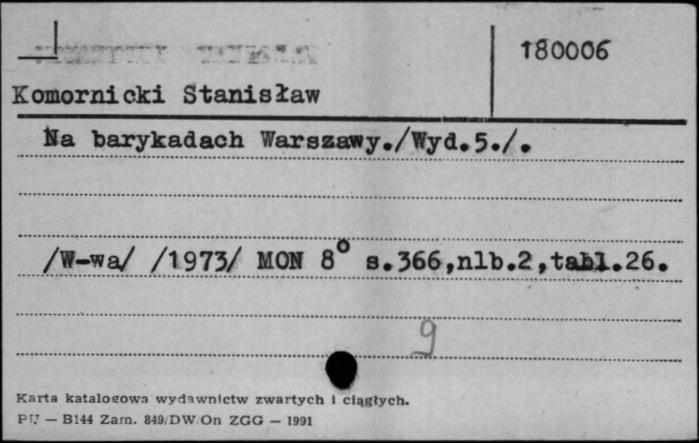 180006
Komornicki Stanisław
Na barykadach Warszawy./Wyd.5./.
/W-wa/ /1973/ MON 8° s.366,nlb.2,tabl.26.
9
Karta katalogowa wydawnictw zwartych i ciągłych.
PU — B144 Zam. 849/DW/On ZGG — 1991